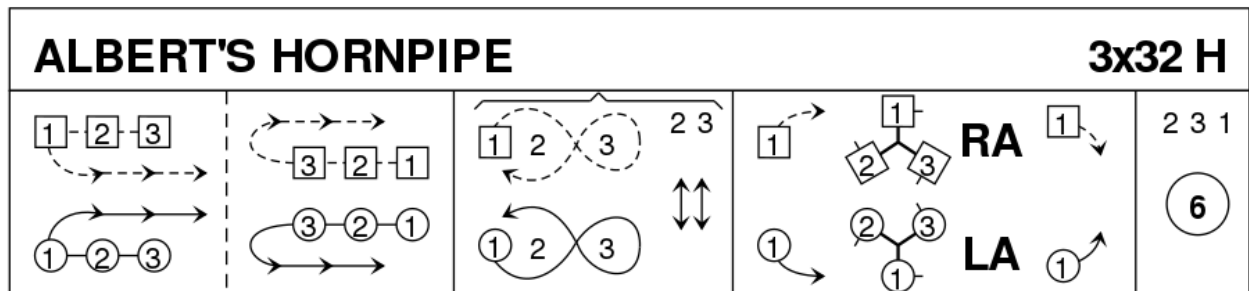 ALBERT'S HORNPIPE 3x32 H
1 2 3
1 2 3
3 2 1
3 2 1
1 2 3 2 3
1 2 3
1 1 2 3 RA 1
1 2 3 1 LA 1
2 3 1
6